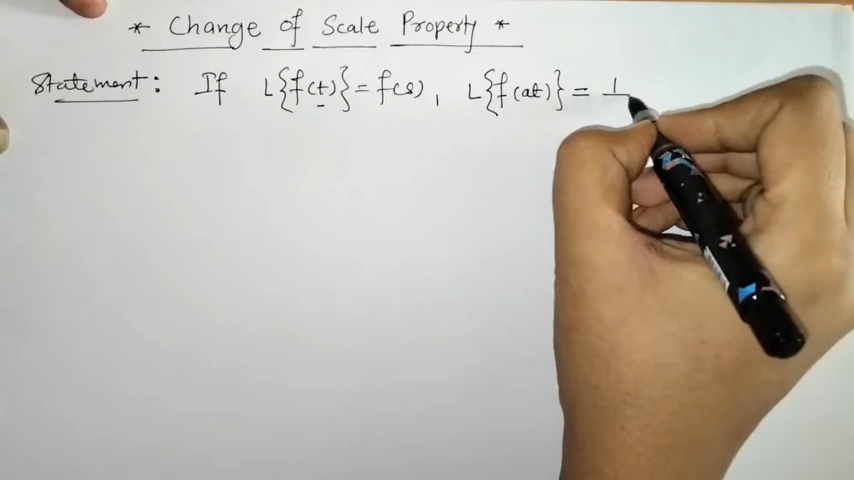 * Change of Scale Property *
Statement: If L{f(t)} = f(s), L{f(at)} = 1